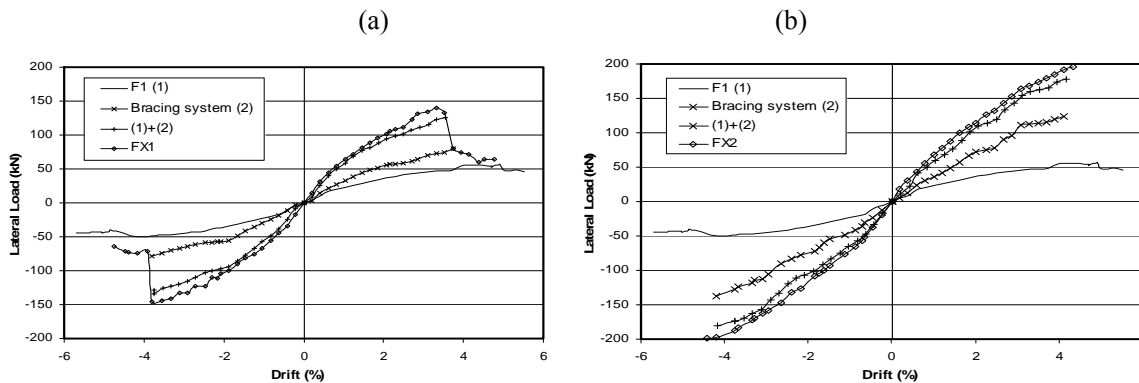 (a)
(b)
200
150
100
50
0
-50
-100
-150
-200
Lateral Load (kN)
F1 (1)
Bracing system (2)
(1)+(2)
FX1
-6
-4
-2
0
2
4
6
Drift (%)
200
150
100
50
0
-50
-100
-150
-200
Lateral Load (kN)
F1 (1)
Bracing system (2)
(1)+(2)
FX2
-6
-4
-2
0
2
4
Drift (%)